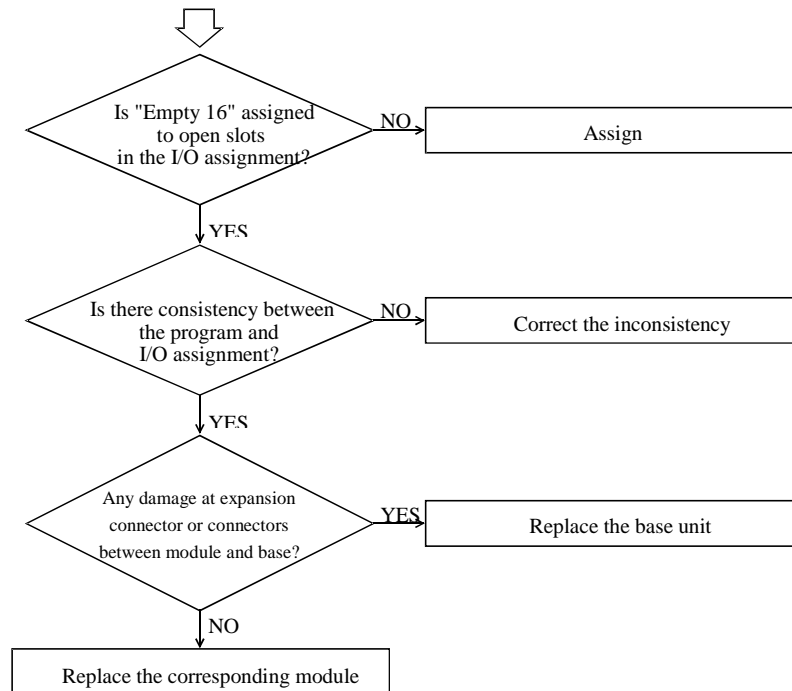 Is "Empty 16" assigned
to open slots
in the I/O assignment?
NO
Assign
YES
Is there consistency between
the program and
I/O assignment?
NO
Correct the inconsistency
YES
Any damage at expansion
connector or connectors
between module and base?
YES
Replace the base unit
NO
Replace the corresponding module